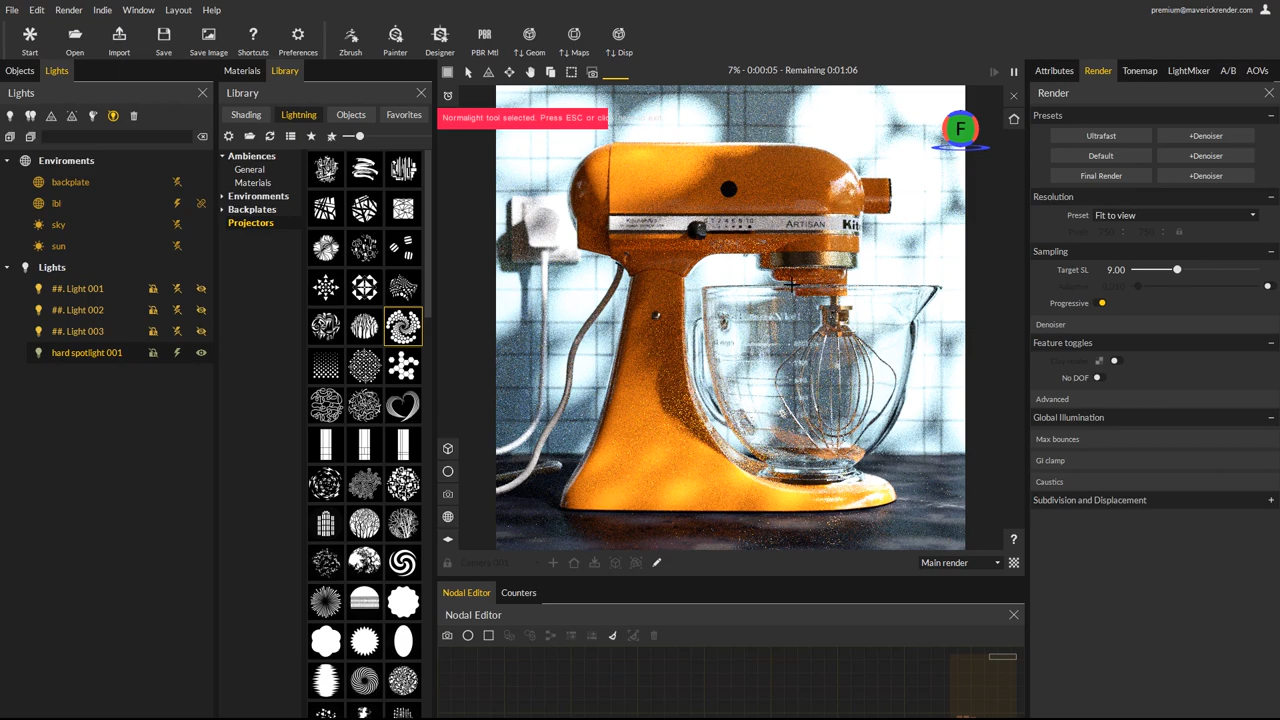 File Edit Render Indie Window Layout Help
premium@maverickrender.com
Start Open Import Save Save Image Shortcuts Preferences Zbrush Painter Designer PBR Mtl ↑↓ Geom ↑↓ Maps ↑↓ Disp
PBR
Objects Lights
Materials Library
7% - 0:00:05 - Remaining 0:01:06
Attributes Render Tonemap LightMixer A/B AOVs
Lights
Library
Render
Shading Lightning Objects Favorites
Normalight tool selected. Press ESC or clic
F
Presets
Ultrafast +Denoiser
Default +Denoiser
Final Render +Denoiser
Enviroments
backplate
ibl
sky
sun
Lights
##. Light 001
##. Light 002
##. Light 003
hard spotlight 001
Ambiences
General
Materials
Environments
Backplates
Projectors
ARTISAN Kit
Resolution
Preset Fit to view
Sampling
Target SL 9.00
Progressive
Denoiser
Feature toggles
No DOF
Advanced
Global Illumination
Max bounces
GI clamp
Caustics
Subdivision and Displacement
?
Main render
Nodal Editor Counters
Nodal Editor